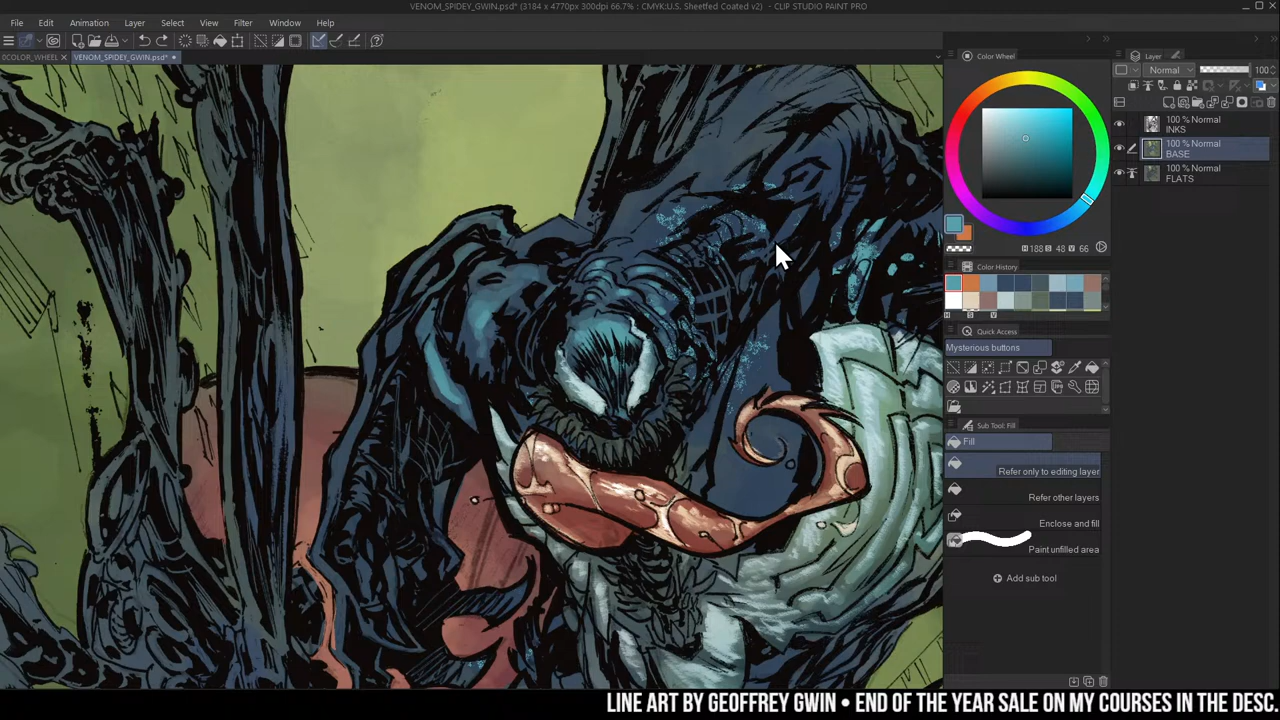 VENOM_SPIDEY_GWIN.psd* (3184 x 4770px 300dpi 66.7% : CMYK:U.S. Sheetfed Coated v2) - CLIP STUDIO PAINT PRO
File Edit Animation Layer Select View Filter Window Help
0COLOR_WHEEL VENOM_SPIDEY_GWIN.psd*
Color Wheel
H 188 S 48 V 66
Color History
H S V
Quick Access
Mysterious buttons
Sub Tool: Fill
Fill
Refer only to editing layer
Refer other layers
Enclose and fill
Paint unfilled area
Add sub tool
Layer
Normal 100
100 % Normal
INKS
100 % Normal
BASE
100 % Normal
FLATS
LINE ART BY GEOFFREY GWIN • END OF THE YEAR SALE ON MY COURSES IN THE DESC.